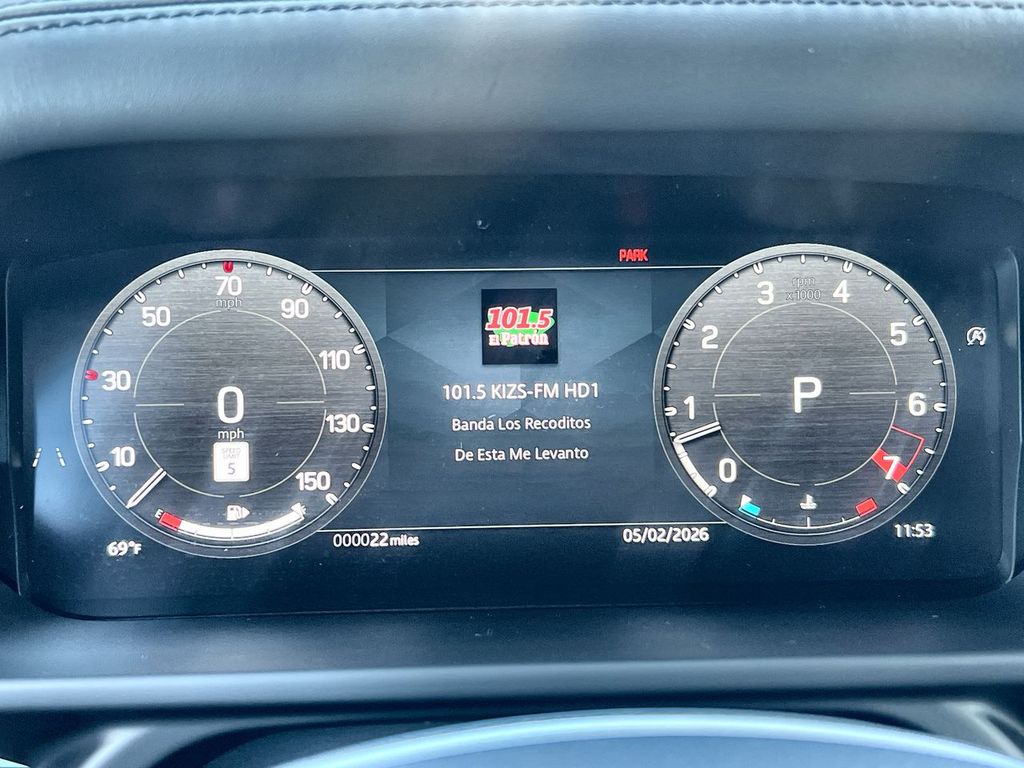 PARK
70
mph
50
90
30
110
0
mph
130
10
SPEED
LIMIT
5
150
E
F
69°F
101.5
El Patrón
101.5 KIZS-FM HD1
Banda Los Recoditos
De Esta Me Levanto
000022 miles
05/02/2026
rpm
x1000
3
4
2
5
P
1
6
0
7
A
11:53